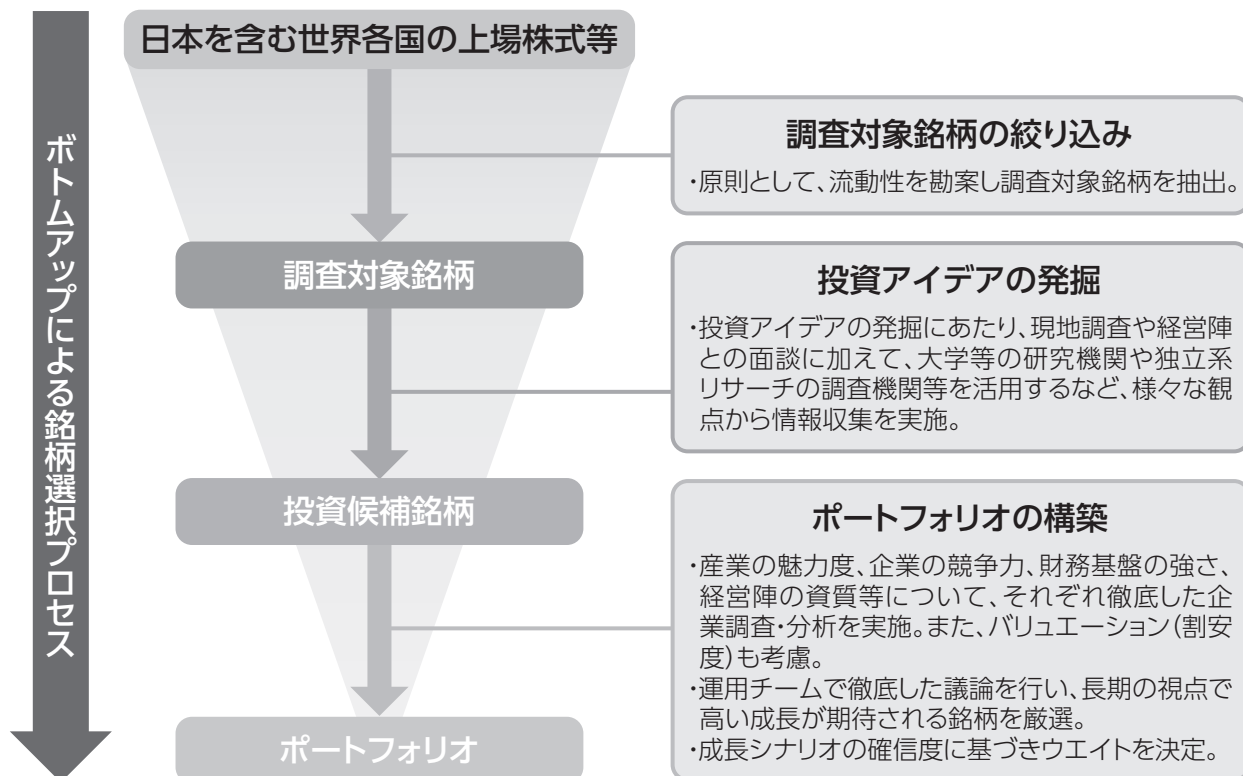 ボトムアップによる銘柄選択プロセス
日本を含む世界各国の上場株式等
調査対象銘柄の絞り込み
・原則として、流動性を勘案し調査対象銘柄を抽出。
調査対象銘柄
投資アイデアの発掘
・投資アイデアの発掘にあたり、現地調査や経営陣
との面談に加えて、大学等の研究機関や独立系
リサーチの調査機関等を活用するなど、様々な観
点から情報収集を実施。
投資候補銘柄
ポートフォリオの構築
・産業の魅力度、企業の競争力、財務基盤の強さ、
経営陣の資質等について、それぞれ徹底した企
業調査・分析を実施。また、バリュエーション(割安
度)も考慮。
・運用チームで徹底した議論を行い、長期の視点で
高い成長が期待される銘柄を厳選。
・成長シナリオの確信度に基づきウエイトを決定。
ポートフォリオ